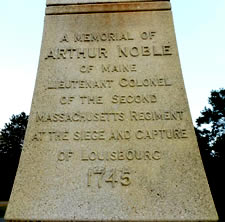 A MEMORIAL OF
ARTHUR NOBLE
OF MAINE
LIEUTENANT COLONEL
OF THE SECOND
MASSACHUSETTS REGIMENT
AT THE SIEGE AND CAPTURE
OF LOUISBOURG
1745